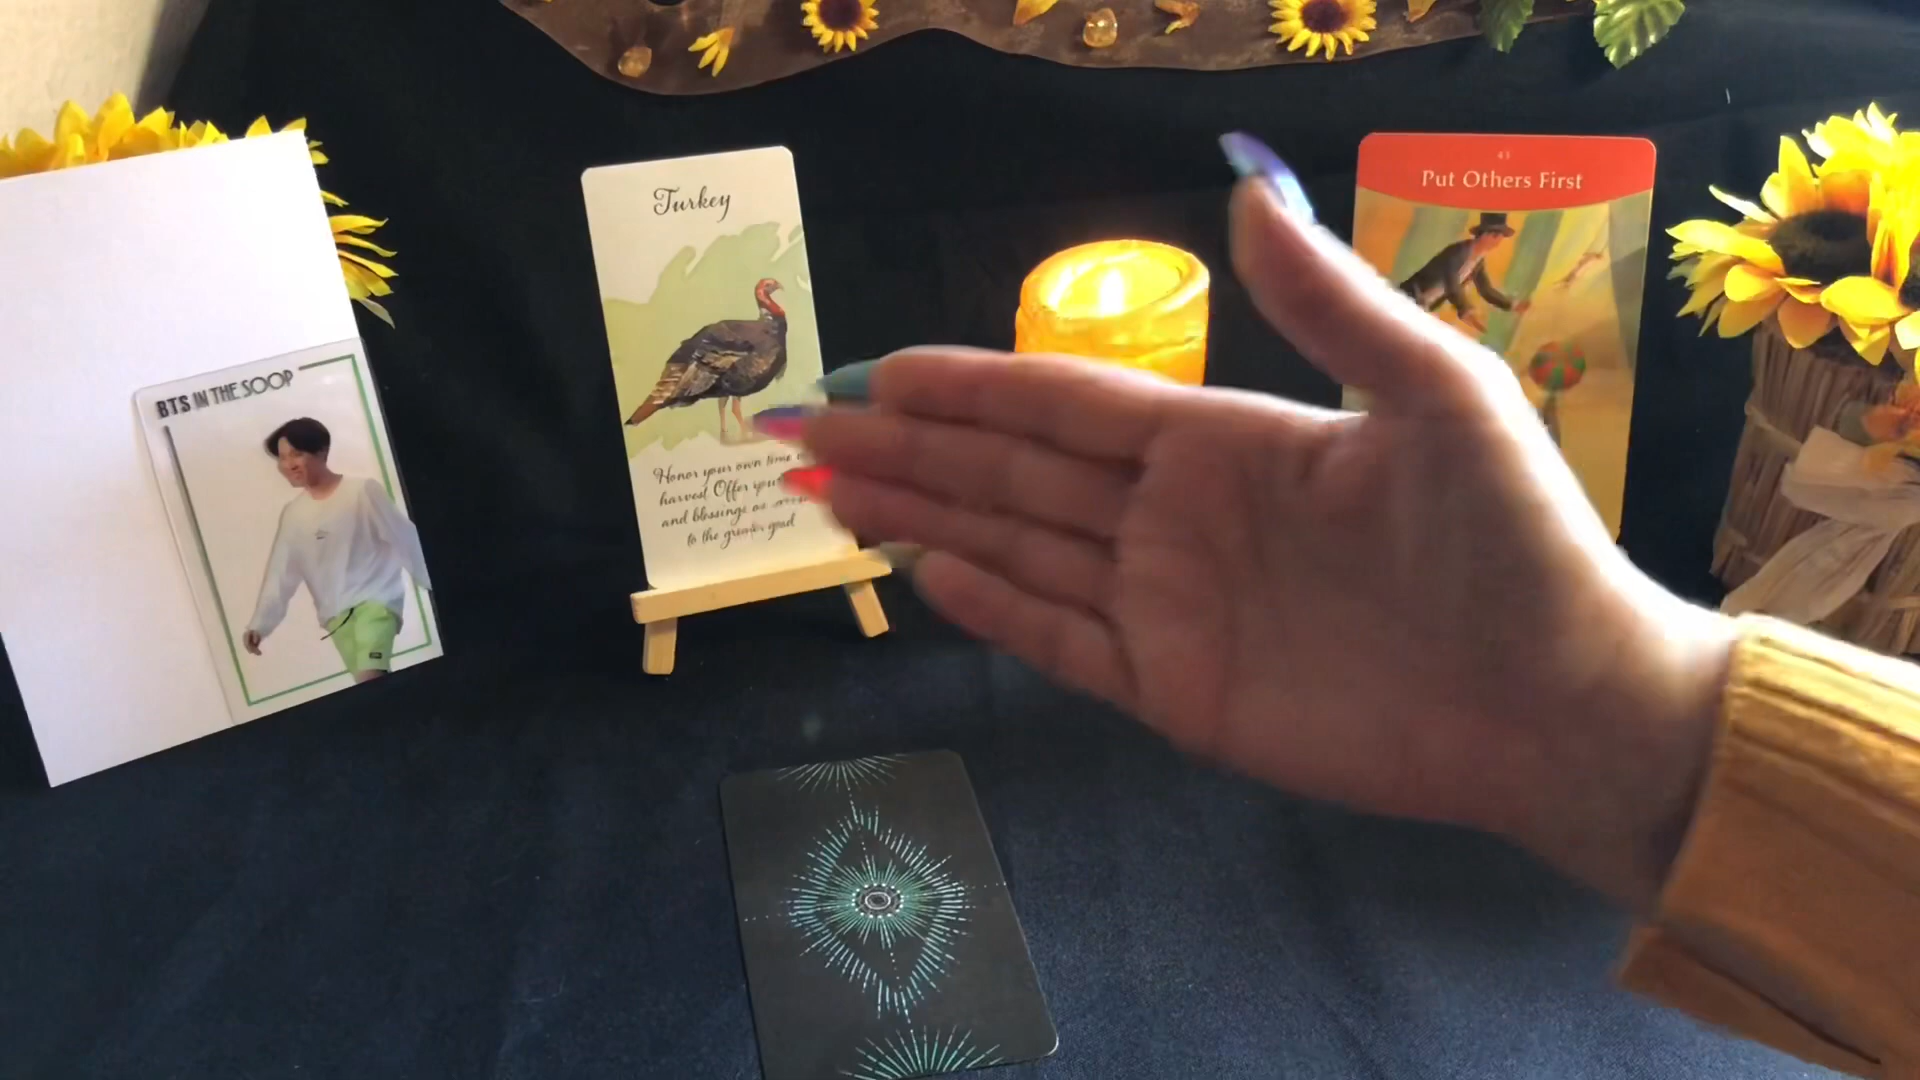 BTS IN THE SOOP
Turkey
Honor your own time
harvest Offer your
and blessings as
to the greater good
41
Put Others First